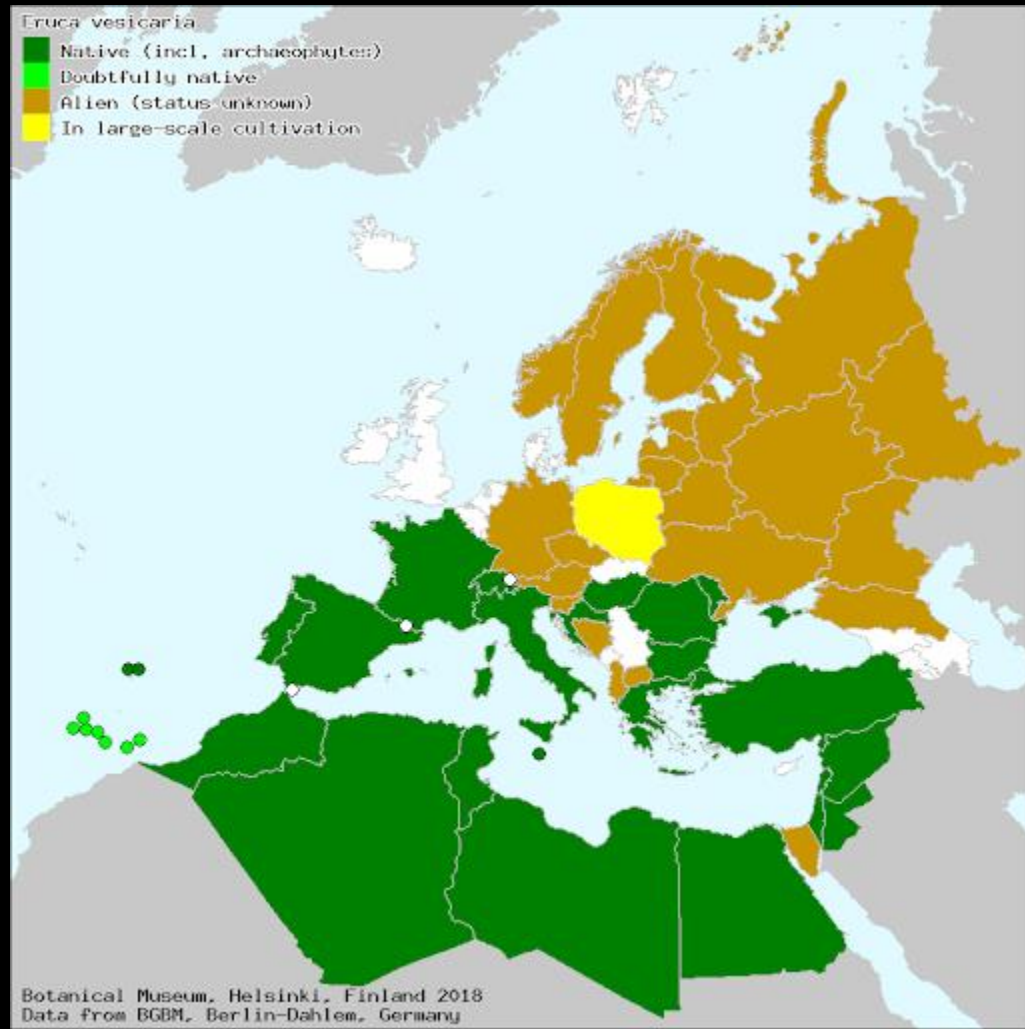 Eruca vesicaria
Native (incl. archaeophytes)
Doubtfully native
Alien (status unknown)
In large-scale cultivation
Botanical Museum, Helsinki, Finland 2018
Data from BGBM, Berlin-Dahlem, Germany